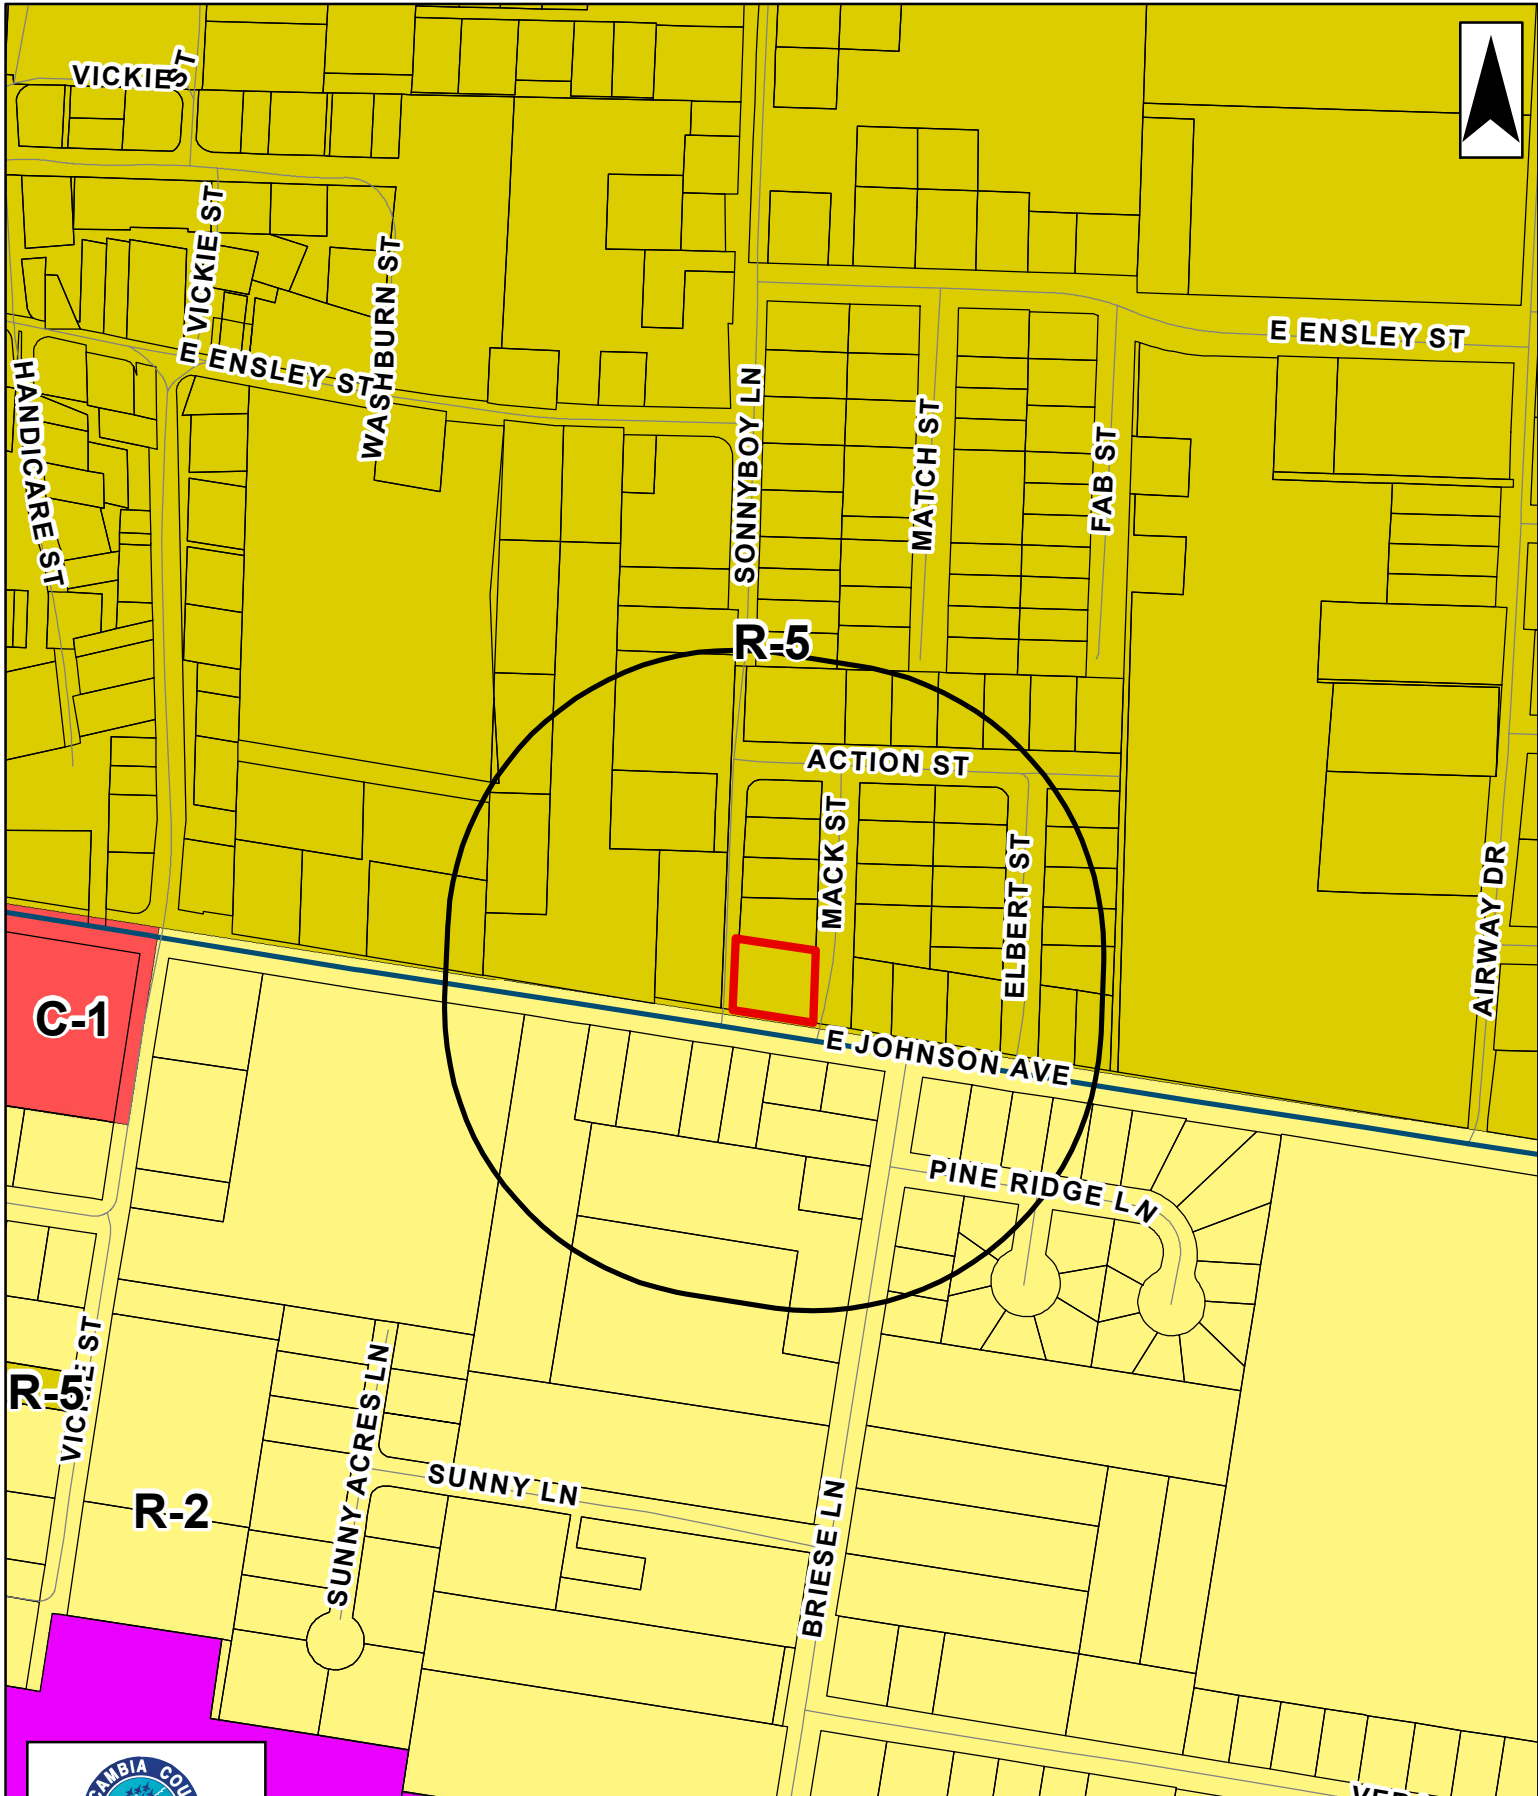 VICKIE ST
VICKIE ST
E ENSLEY ST
WASHBURN ST
HANDICARE ST
SONNYBOY LN
MATCH ST
FAB ST
E ENSLEY ST
R-5
ACTION ST
MACK ST
ELBERT ST
AIRWAY DR
C-1
E JOHNSON AVE
PINE RIDGE LN
R-5
VICKIE ST
R-2
SUNNY ACRES LN
SUNNY LN
BRIESE LN